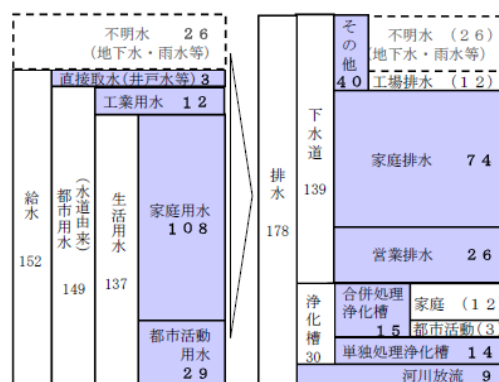 不明水 26
(地下水・雨水等)
直接取水(井戸水等) 3
工業用水 12
給水
152
都市用水
(水道由来)
149
生活用水
137
家庭用水
108
都市活動
用水
29
排水
178
下水道
139
その他
40
不明水 (26)
(地下水・雨水等)
工場排水 (12)
家庭排水 74
営業排水 26
浄化槽
30
合併処理
浄化槽
15
家庭 (12
都市活動(3)
単独処理浄化槽 14
河川放流 9